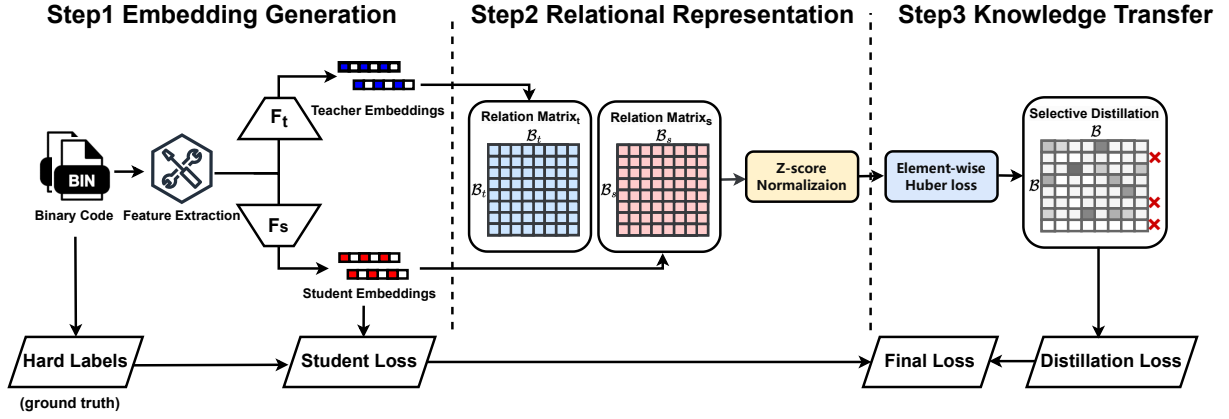 Step1 Embedding Generation
Step2 Relational Representation
Step3 Knowledge Transfer
BIN
Binary Code
Feature Extraction
Fₜ
Fₛ
Teacher Embeddings
Student Embeddings
Relation Matrixₜ
ℬₜ
ℬₜ
Relation Matrixₛ
ℬₛ
ℬₛ
Z-score
Normalizaion
Element-wise
Huber loss
Selective Distillation
ℬ
ℬ
Hard Labels
(ground truth)
Student Loss
Final Loss
Distillation Loss